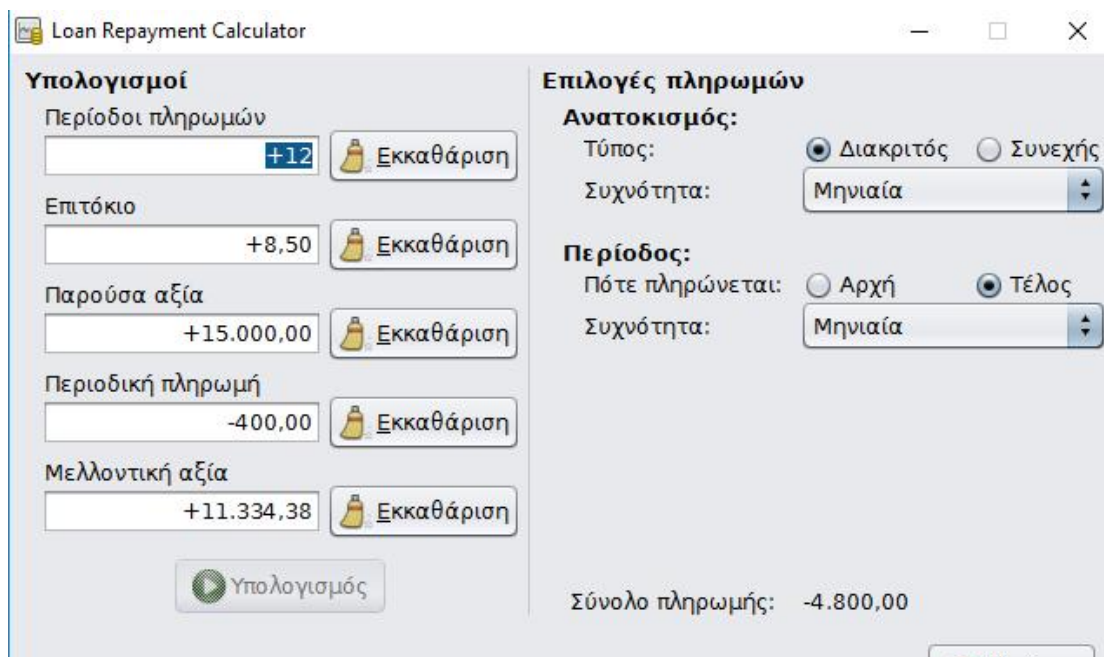 Loan Repayment Calculator
Υπολογισμοί
Περίοδοι πληρωμών
+12 Εκκαθάριση
Επιτόκιο
+8,50 Εκκαθάριση
Παρούσα αξία
+15.000,00 Εκκαθάριση
Περιοδική πληρωμή
-400,00 Εκκαθάριση
Μελλοντική αξία
+11.334,38 Εκκαθάριση
Υπολογισμός
Επιλογές πληρωμών
Ανατοκισμός:
Τύπος: Διακριτός Συνεχής
Συχνότητα: Μηνιαία
Περίοδος:
Πότε πληρώνεται: Αρχή Τέλος
Συχνότητα: Μηνιαία
Σύνολο πληρωμής: -4.800,00